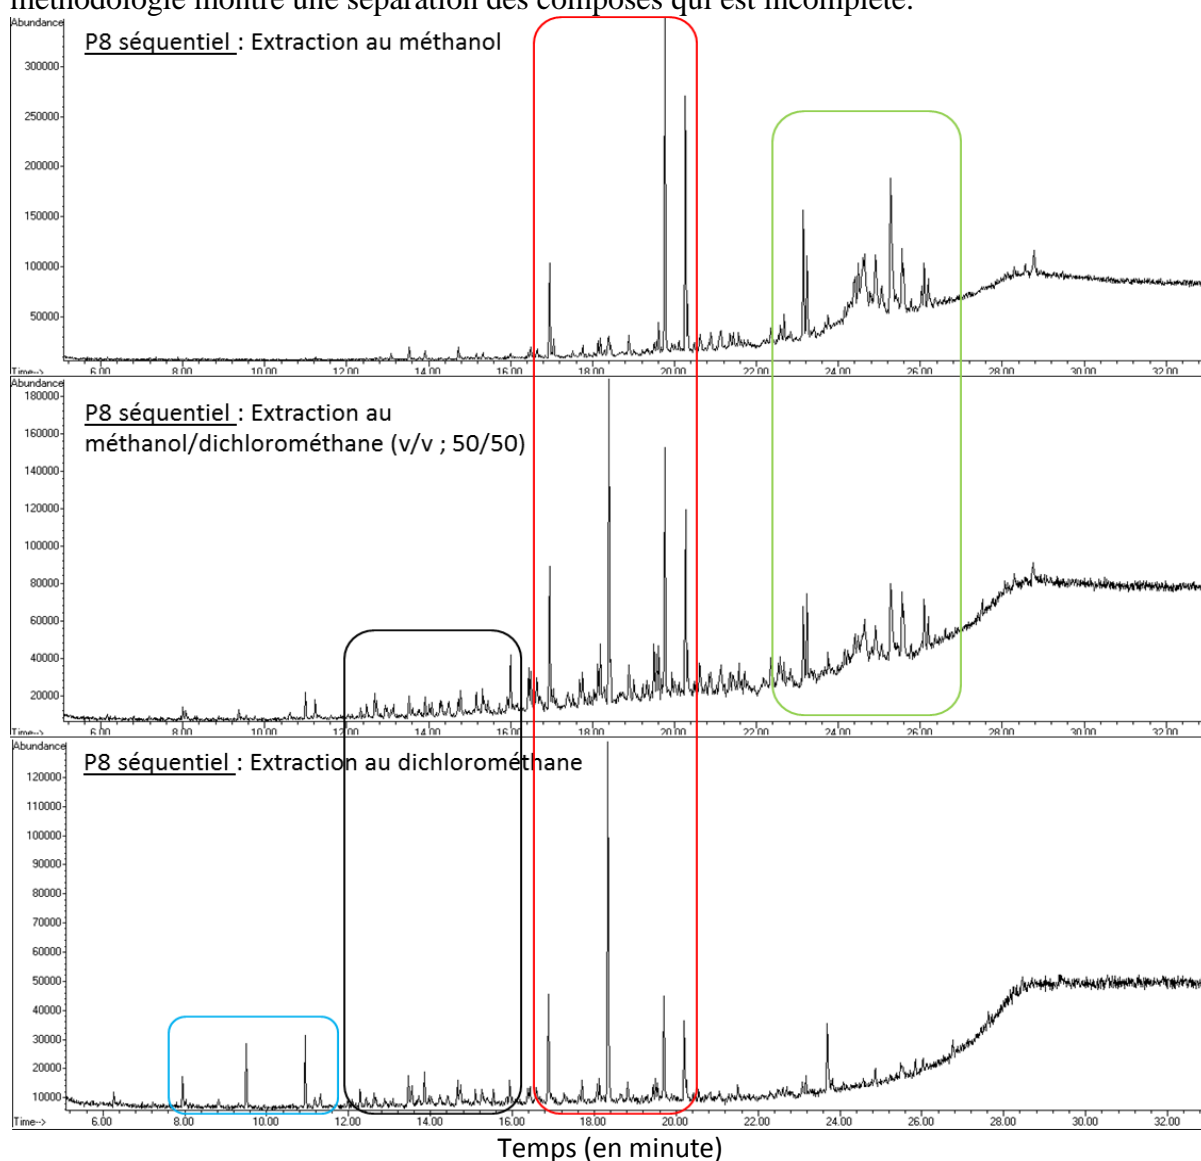 méthodologie montre une séparation des composés qui est incomplète.
Abundance
P8 séquentiel : Extraction au méthanol
300000
250000
200000
150000
100000
50000
Time-->
6.00 8.00 10.00 12.00 14.00 16.00 18.00 20.00 22.00 24.00 26.00 28.00 30.00 32.00
Abundance
180000
P8 séquentiel : Extraction au
méthanol/dichlorométhane (v/v ; 50/50)
160000
140000
120000
100000
80000
60000
40000
20000
Time-->
6.00 8.00 10.00 12.00 14.00 16.00 18.00 20.00 22.00 24.00 26.00 28.00 30.00 32.00
Abundance
P8 séquentiel : Extraction au dichlorométhane
120000
110000
100000
90000
80000
70000
60000
50000
40000
30000
20000
10000
Time-->
6.00 8.00 10.00 12.00 14.00 16.00 18.00 20.00 22.00 24.00 26.00 28.00 30.00 32.00
Temps (en minute)